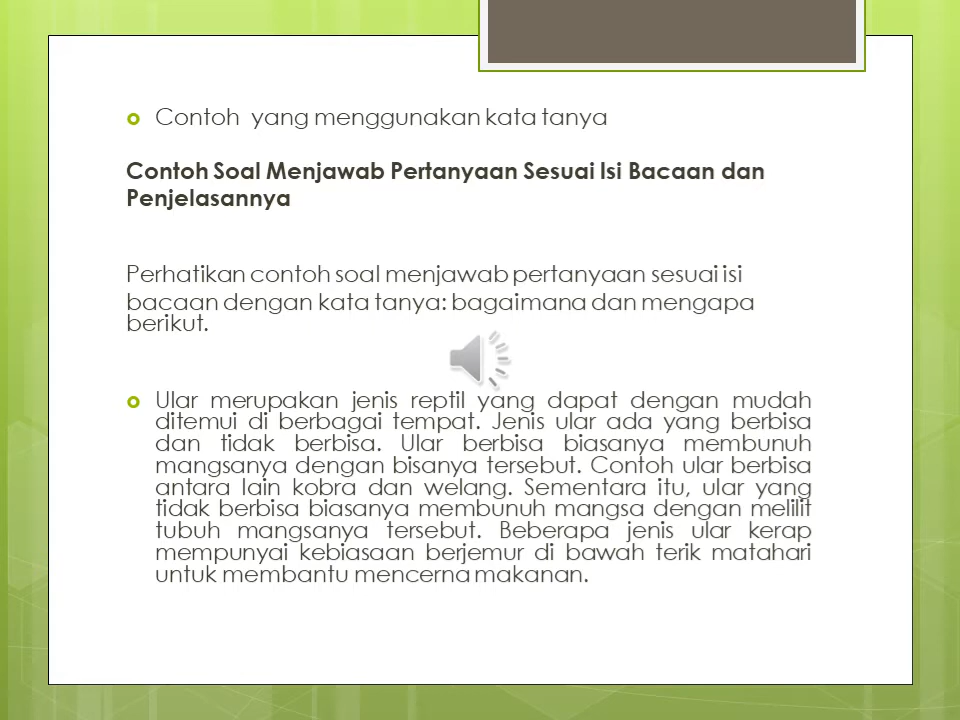 Contoh yang menggunakan kata tanya
Contoh Soal Menjawab Pertanyaan Sesuai Isi Bacaan dan
Penjelasannya
Perhatikan contoh soal menjawab pertanyaan sesuai isi
bacaan dengan kata tanya: bagaimana dan mengapa
berikut.
Ular merupakan jenis reptil yang dapat dengan mudah
ditemui di berbagai tempat. Jenis ular ada yang berbisa
dan tidak berbisa. Ular berbisa biasanya membunuh
mangsanya dengan bisanya tersebut. Contoh ular berbisa
antara lain kobra dan welang. Sementara itu, ular yang
tidak berbisa biasanya membunuh mangsa dengan melilit
tubuh mangsanya tersebut. Beberapa jenis ular kerap
mempunyai kebiasaan berjemur di bawah terik matahari
untuk membantu mencerna makanan.